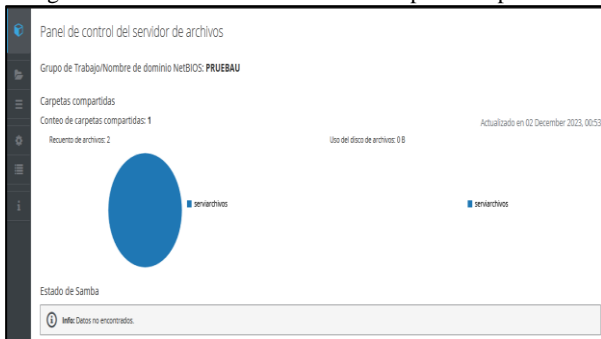 Panel de control del servidor de archivos
Grupo de Trabajo/Nombre de dominio NetBIOS: PRUEBAU
Carpetas compartidas
Conteo de carpetas compartidas: 1
Actualizado en 02 December 2023, 00:53
Recuento de archivos: 2
Uso del disco de archivos: 0 B
serviarchivos
serviarchivos
Estado de Samba
Info: Datos no encontrados.